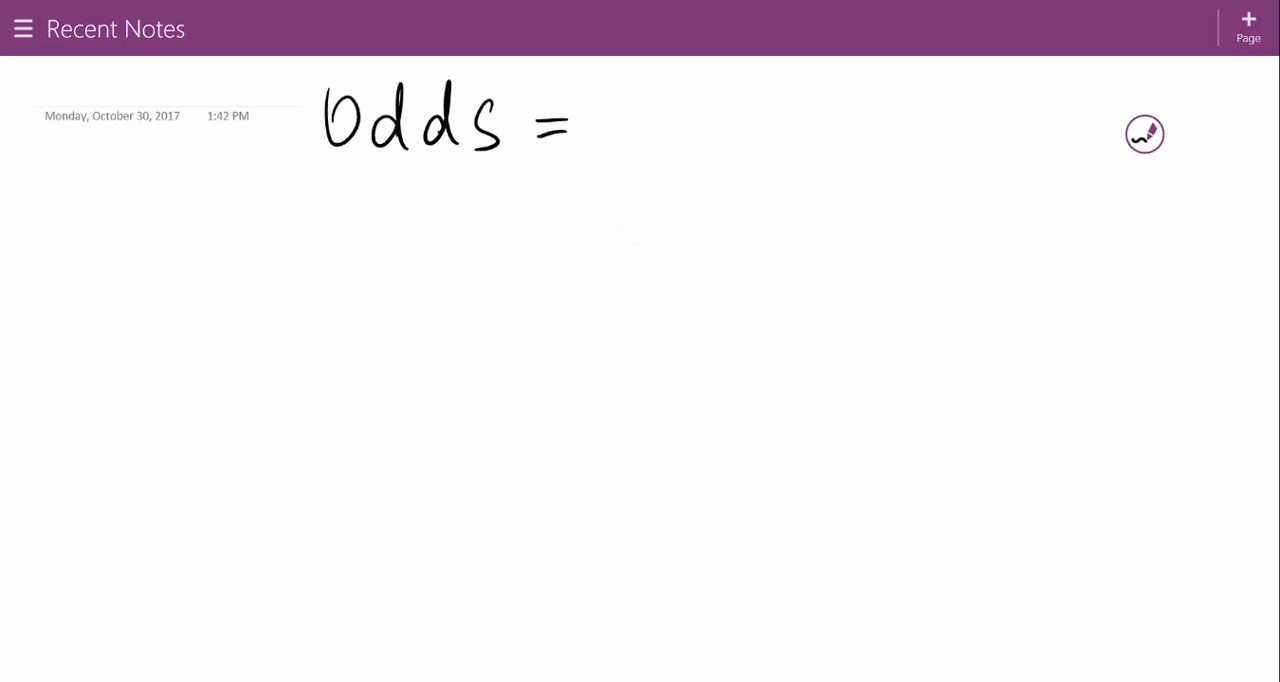 Recent Notes
Page
Monday, October 30, 2017 1:42 PM
Odds =